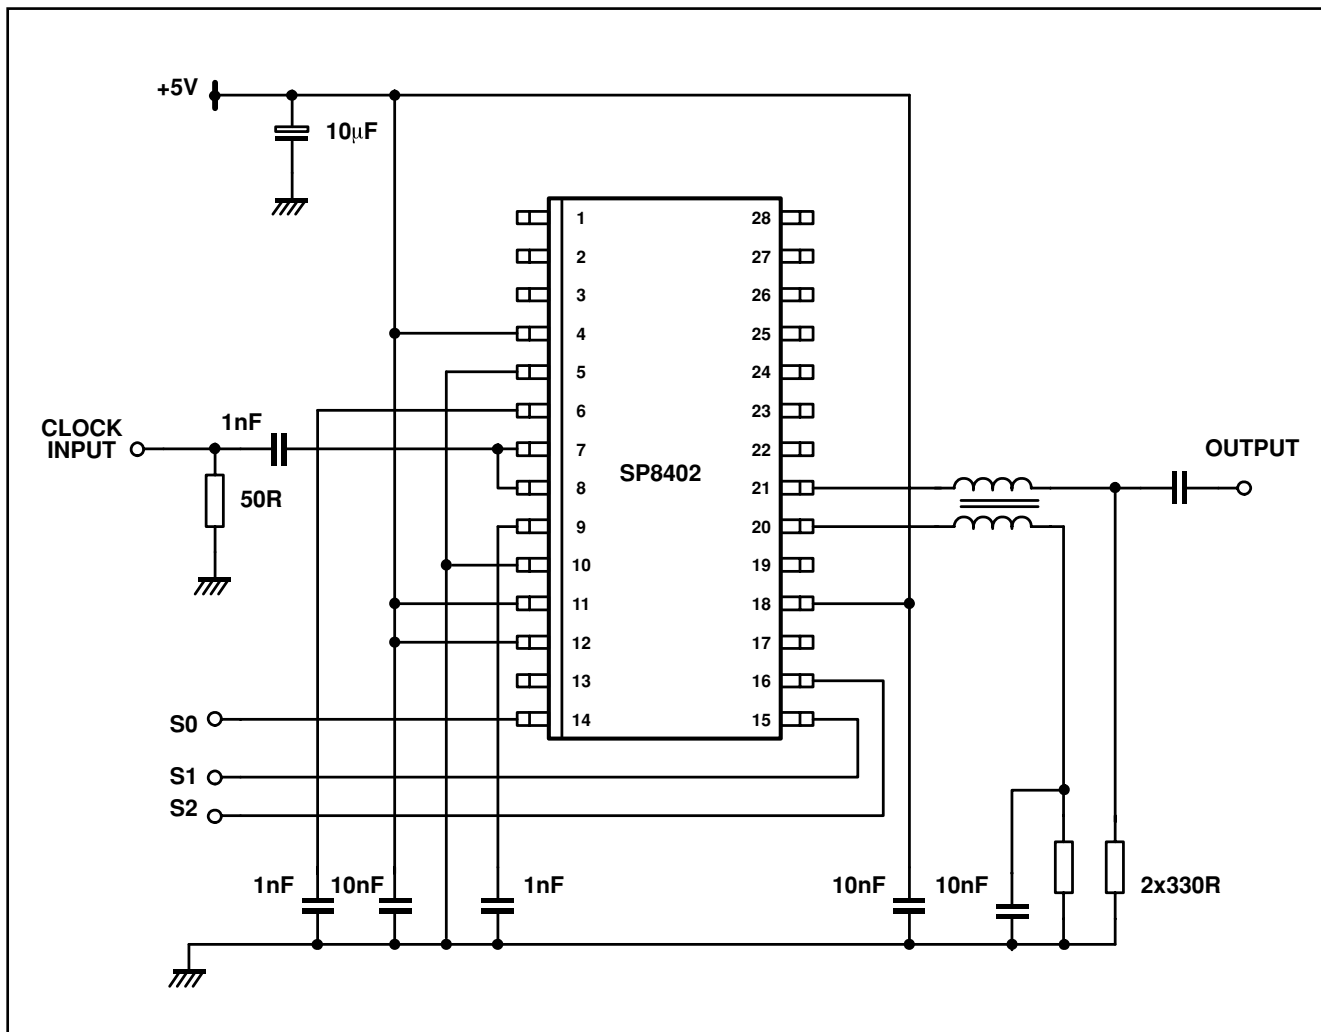 +5V
10µF
1 28
2 27
3 26
4 25
5 24
6 23
CLOCK INPUT
1nF
7 22
50R
8 21
SP8402
OUTPUT
9 20
10 19
11 18
12 17
13 16
14 15
S0
S1
S2
1nF 10nF 1nF 10nF 10nF 2x330R